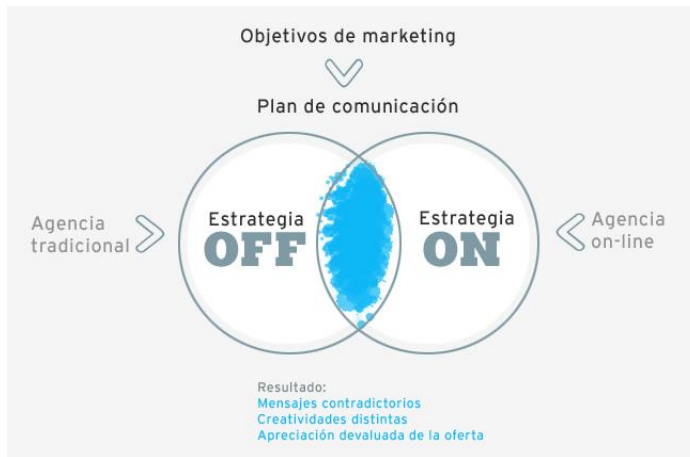 Objetivos de marketing
Plan de comunicación
Agencia
tradicional
Estrategia
OFF
Estrategia
ON
Agencia
on-line
Resultado:
Mensajes contradictorios
Creatividades distintas
Apreciación devaluada de la oferta